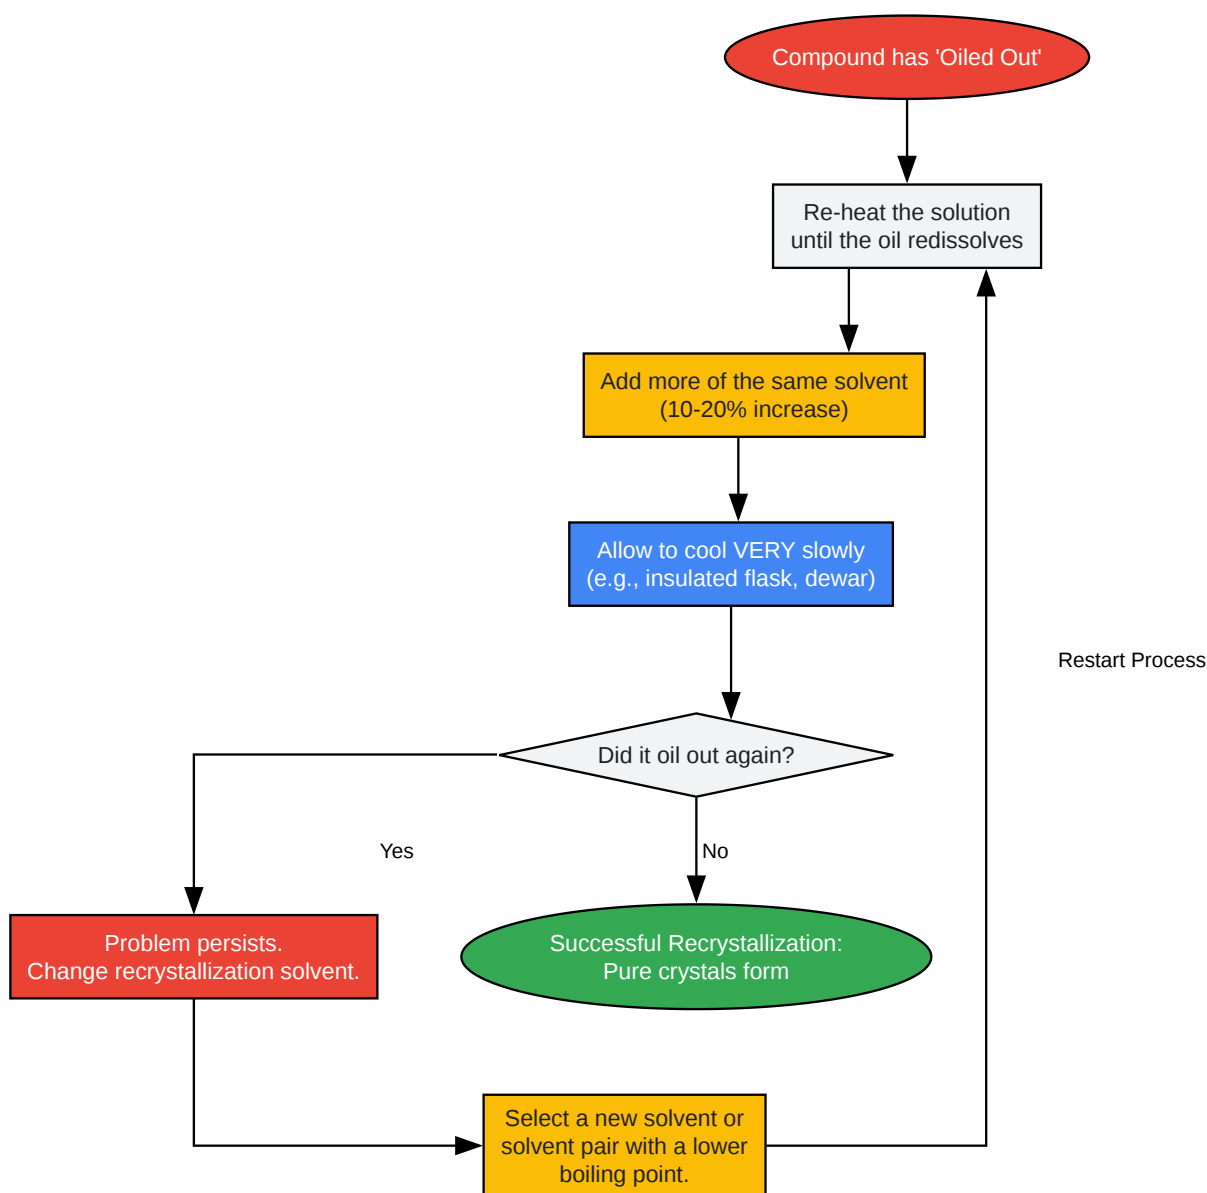 Compound has 'Oiled Out'
Re-heat the solution
until the oil redissolves
Add more of the same solvent
(10-20% increase)
Allow to cool VERY slowly
(e.g., insulated flask, dewar)
Restart Process
Did it oil out again?
Yes
No
Problem persists.
Change recrystallization solvent.
Successful Recrystallization:
Pure crystals form
Select a new solvent or
solvent pair with a lower
boiling point.